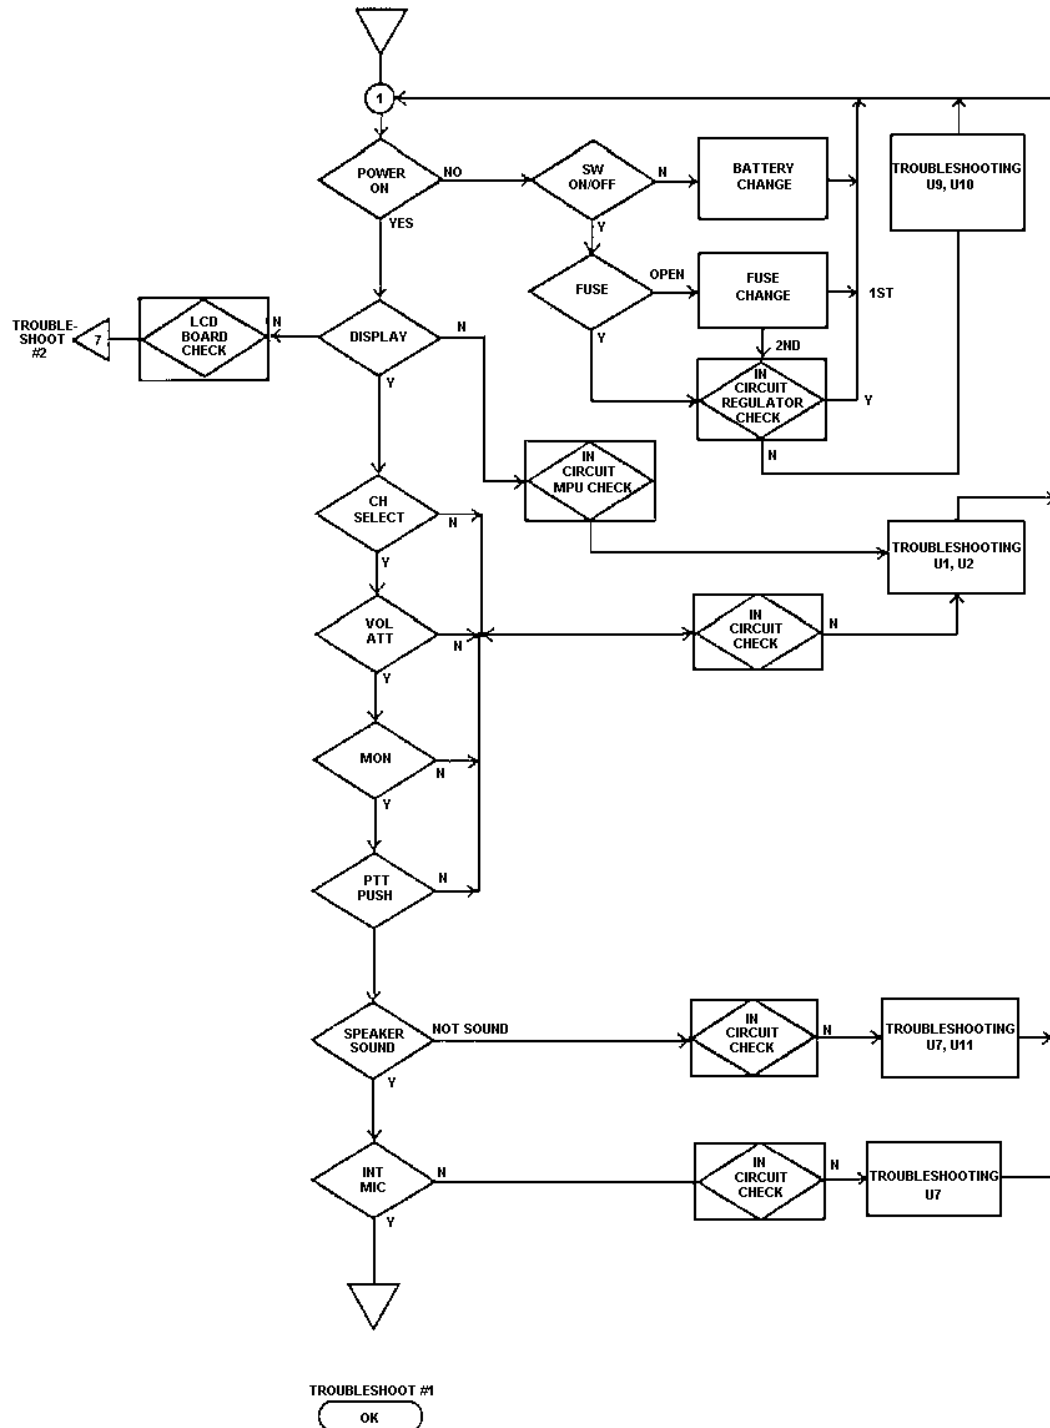 1
POWER
ON
NO
YES
SW
ON/OFF
N
Y
BATTERY
CHANGE
TROUBLESHOOTING
U9, U10
FUSE
OPEN
Y
FUSE
CHANGE
1ST
2ND
IN
CIRCUIT
REGULATOR
CHECK
Y
N
TROUBLE-
SHOOT
#2
7
LCD
BOARD
CHECK
N
DISPLAY
N
Y
IN
CIRCUIT
MPU CHECK
CH
SELECT
N
Y
TROUBLESHOOTING
U1, U2
VOL
ATT
N
Y
IN
CIRCUIT
CHECK
N
MON
N
Y
PTT
PUSH
N
SPEAKER
SOUND
NOT SOUND
Y
IN
CIRCUIT
CHECK
N
TROUBLESHOOTING
U7, U11
INT
MIC
N
Y
IN
CIRCUIT
CHECK
N
TROUBLESHOOTING
U7
TROUBLESHOOT #1
OK